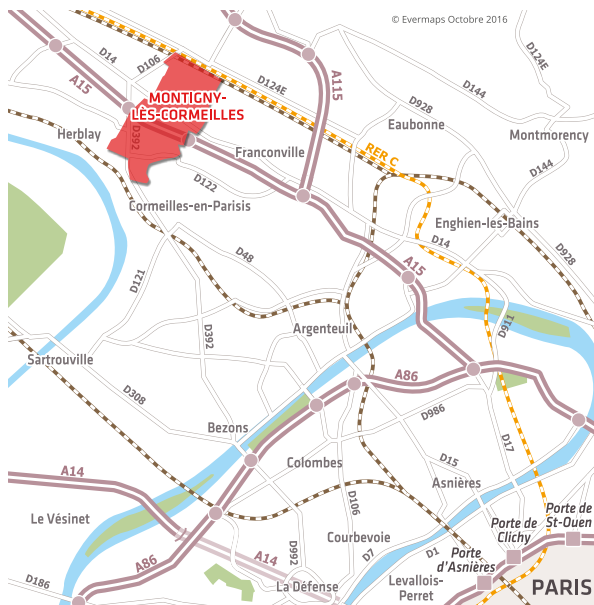 © Evermaps Octobre 2016
D14
D106
D124E
A15
D124E
A115
D144
D928
MONTIGNY-
LÈS-CORMEILLES
Eaubonne
Montmorency
Herblay
D392
Franconville
RER C
D144
D122
Cormeilles-en-Parisis
Enghien-les-Bains
D14
D928
D48
A15
D121
D911
Argenteuil
D392
Sartrouville
A86
D308
D986
Bezons
D17
A14
Colombes
D15
Asnières
D106
Le Vésinet
Porte de
St-Ouen
Porte de
Clichy
Courbevoie
A86
A14
D992
D7
D1
Porte
d'Asnières
D186
La Défense
Levallois-
Perret
PARIS